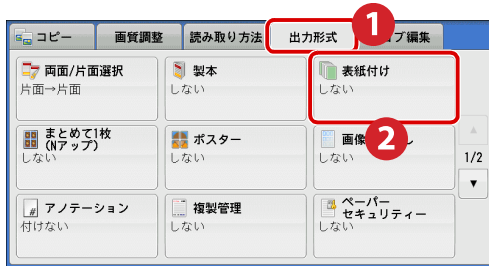 コピー
画質調整
読み取り方法
出力形式
1
ブ編集
両面/片面選択
片面→片面
製本
しない
表紙付け
しない
まとめて1枚
(Nアップ)
しない
ポスター
しない
画像
2
し
しない
1/2
アノテーション
付けない
複製管理
しない
ペーパー
セキュリティー
しない